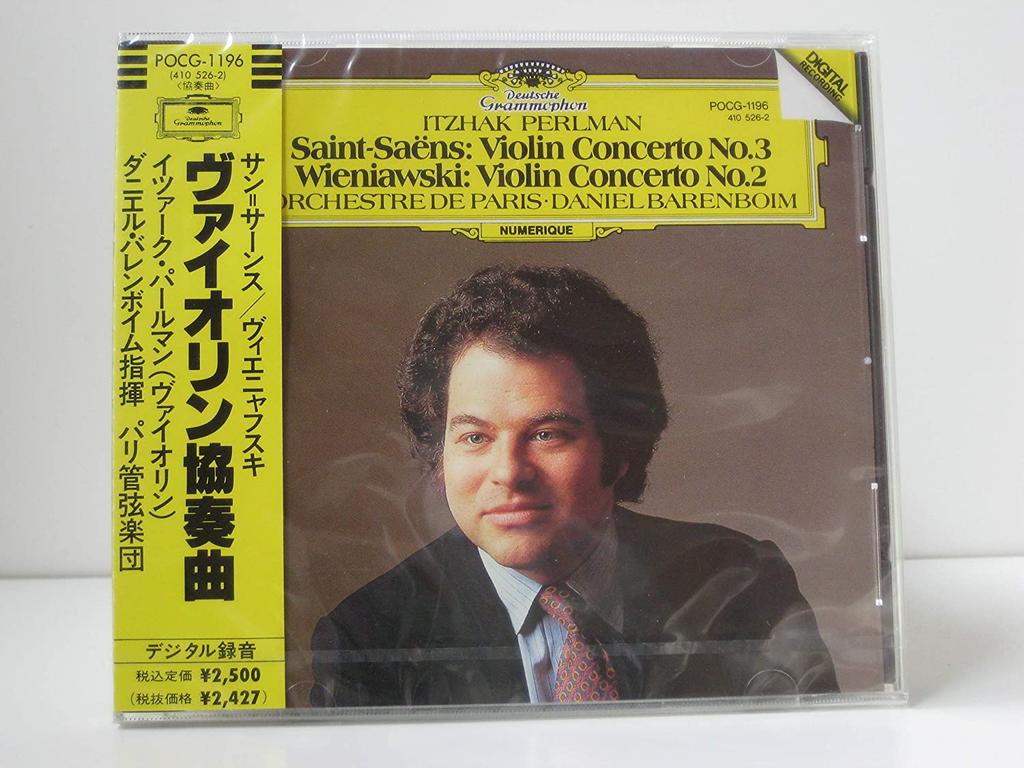 POCG-1196
(410 526-2)
〈協奏曲〉
Deutsche
Grammophon
サン=サーンス/ヴィエニャフスキ
ヴァイオリン協奏曲
イツァーク・パールマン(ヴァイオリン)
ダニエル・バレンボイム指揮 パリ管弦楽団
デジタル録音
税込定価 ¥2,500
(税抜価格 ¥2,427)
Deutsche
Grammophon
POCG-1196
410 526-2
DIGITAL
RECORDING
ITZHAK PERLMAN
Saint-Saëns: Violin Concerto No.3
Wieniawski: Violin Concerto No.2
ORCHESTRE DE PARIS·DANIEL BARENBOIM
NUMERIQUE